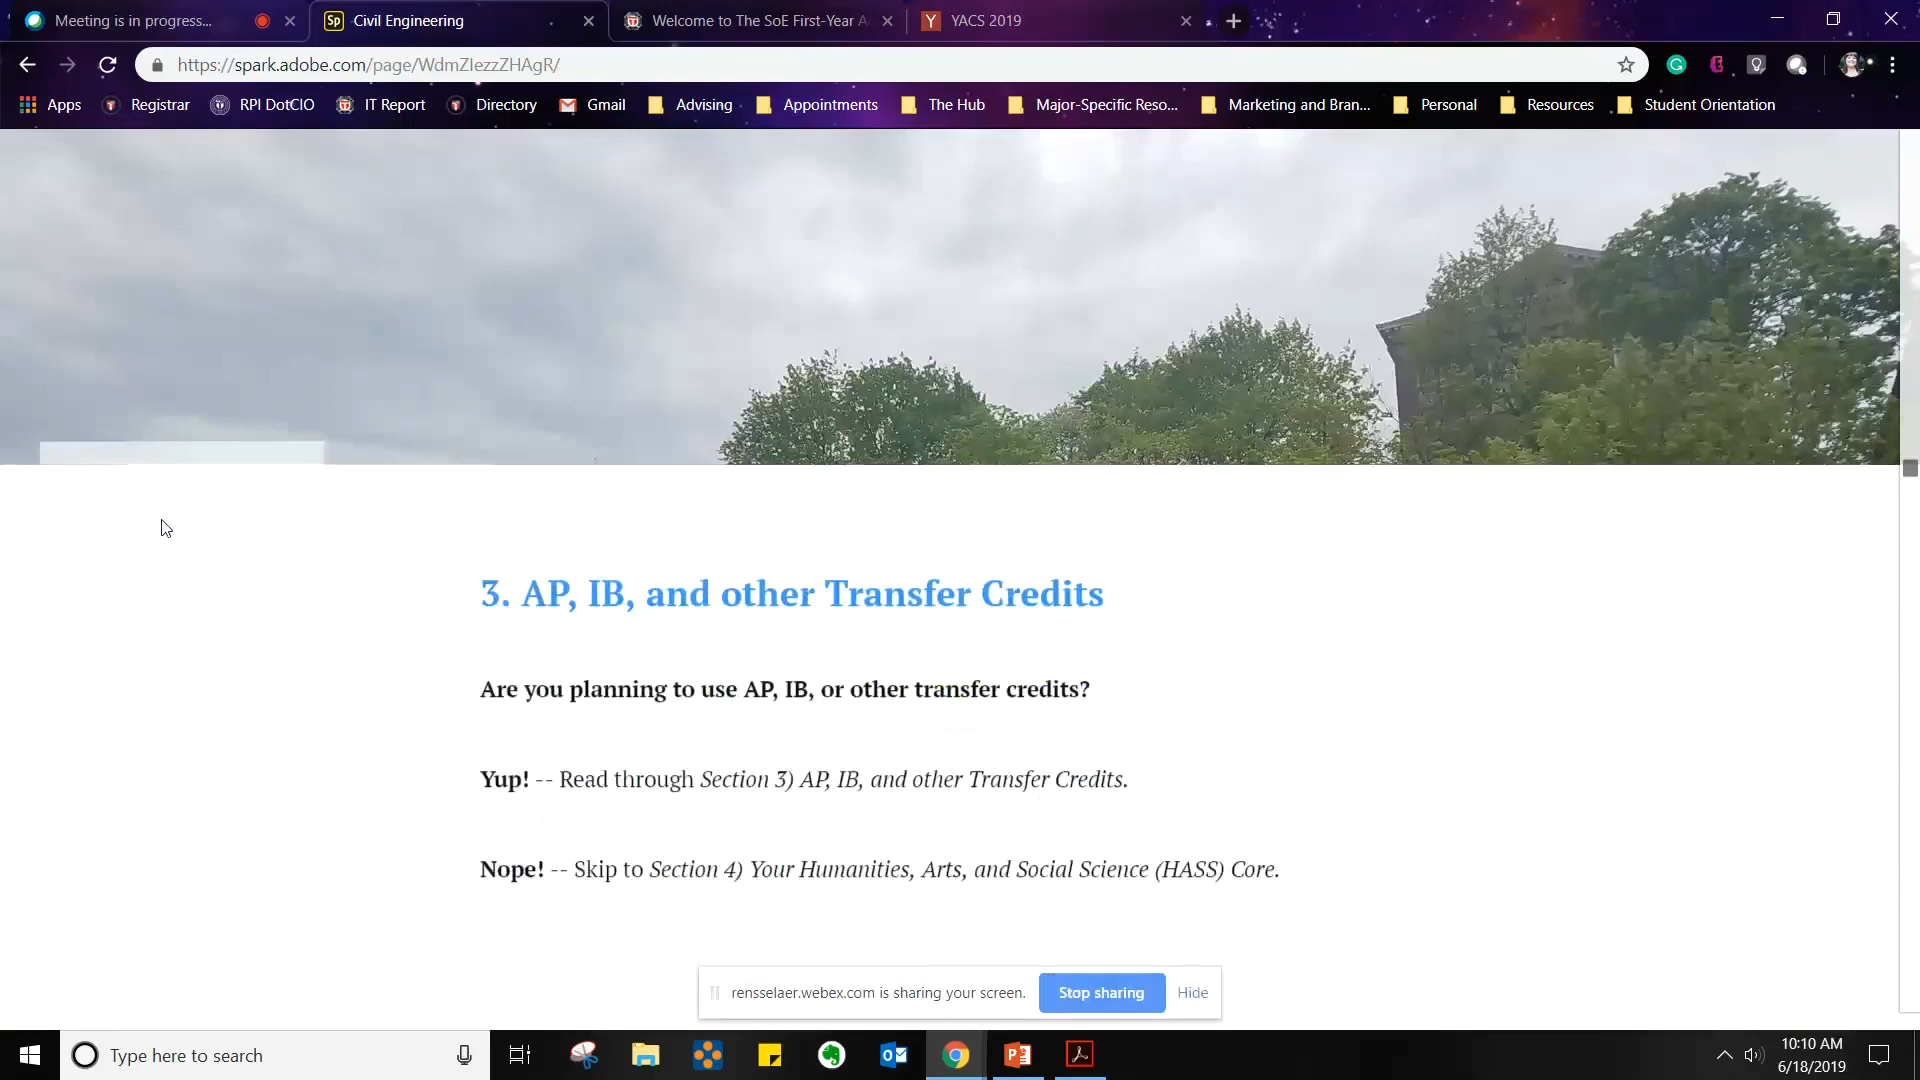 Meeting is in progress...
Civil Engineering
Welcome to The SoE First-Year A
YACS 2019
https://spark.adobe.com/page/WdmZIezzZHAgR/
Apps
Registrar
RPI DotCIO
IT Report
Directory
Gmail
Advising
Appointments
The Hub
Major-Specific Reso...
Marketing and Bran...
Personal
Resources
Student Orientation
3. AP, IB, and other Transfer Credits
Are you planning to use AP, IB, or other transfer credits?
Yup! -- Read through Section 3) AP, IB, and other Transfer Credits.
Nope! -- Skip to Section 4) Your Humanities, Arts, and Social Science (HASS) Core.
rensselaer.webex.com is sharing your screen.
Stop sharing
Hide
Type here to search
10:10 AM
6/18/2019